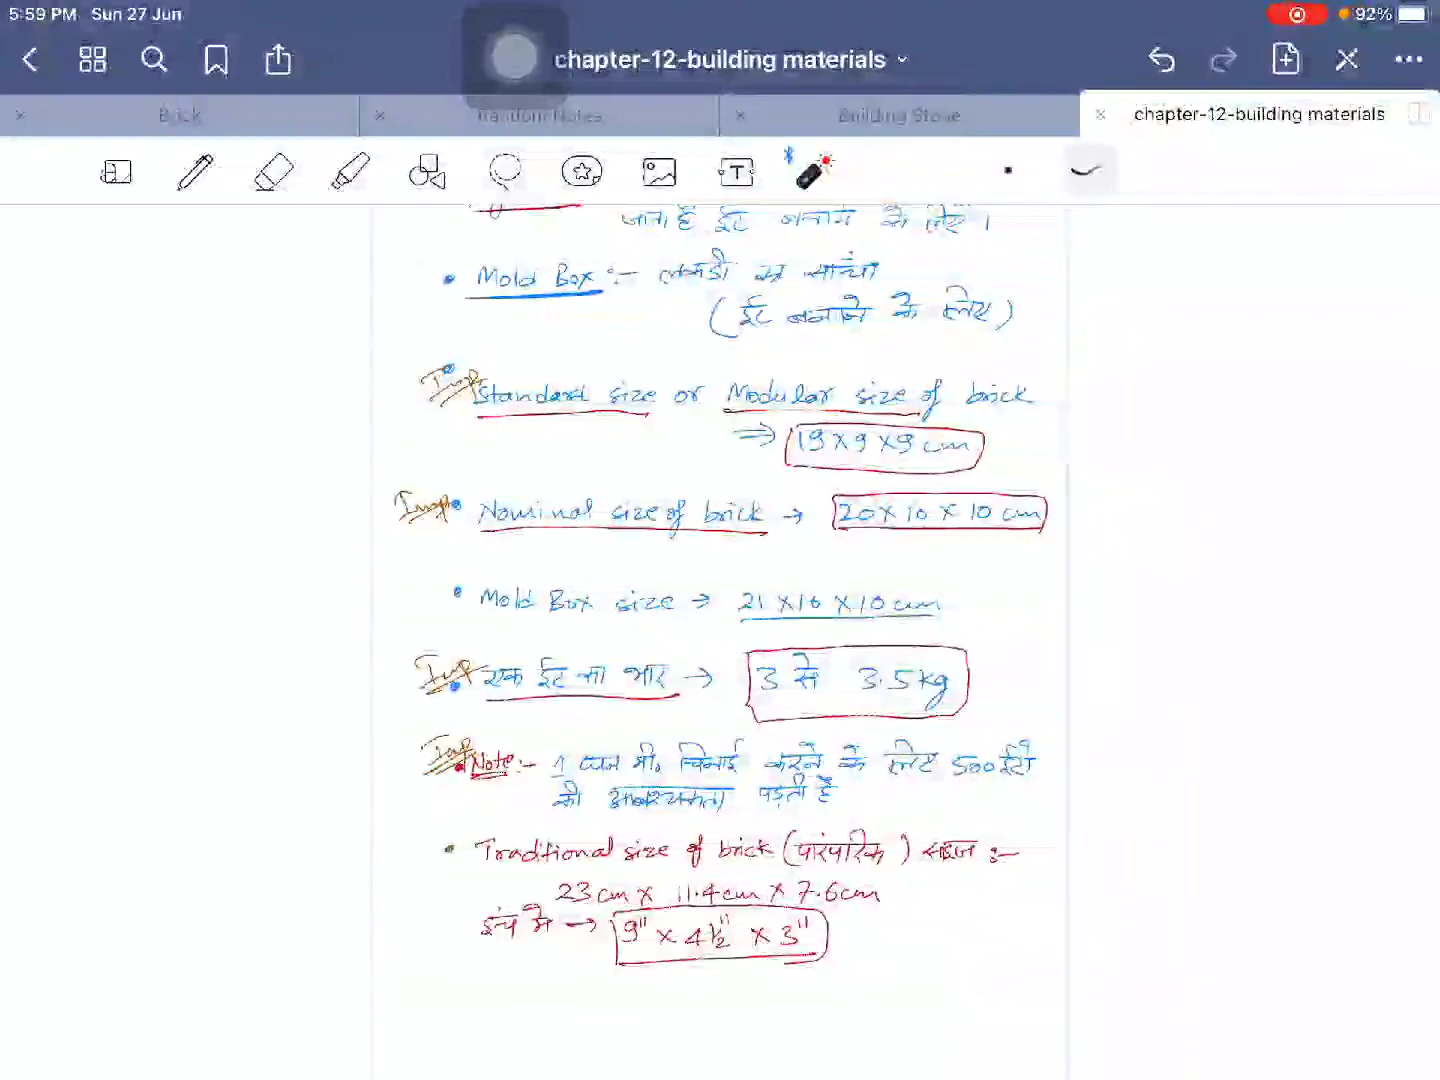 5:59 PM Sun 27 Jun
92%
chapter-12-building materials
Brick
Random Notes
Building Stone
chapter-12-building materials
जाता है ईंट बनाने के लिए।
• Mold Box :- लकडी का सांचा
(ईंट बनाने के लिए)
Imp • Standard size or Modular size of brick
⇒ 19 x 9 x 9 cm
Imp • Nominal size of brick → 20 x 10 x 10 cm
• Mold Box size → 21 x 10 x 10 cm
Imp • एक ईंट का भार → 3 से 3.5 kg
Imp • Note:- 1 घन मी. चिनाई करने के लिए 500 ईंटों
की आवश्यकता पड़ती है
• Traditional size of brick (पारंपरिक) साइज :-
23 cm x 11.4 cm x 7.6 cm
इंच में → 9" x 4 1/2" x 3"